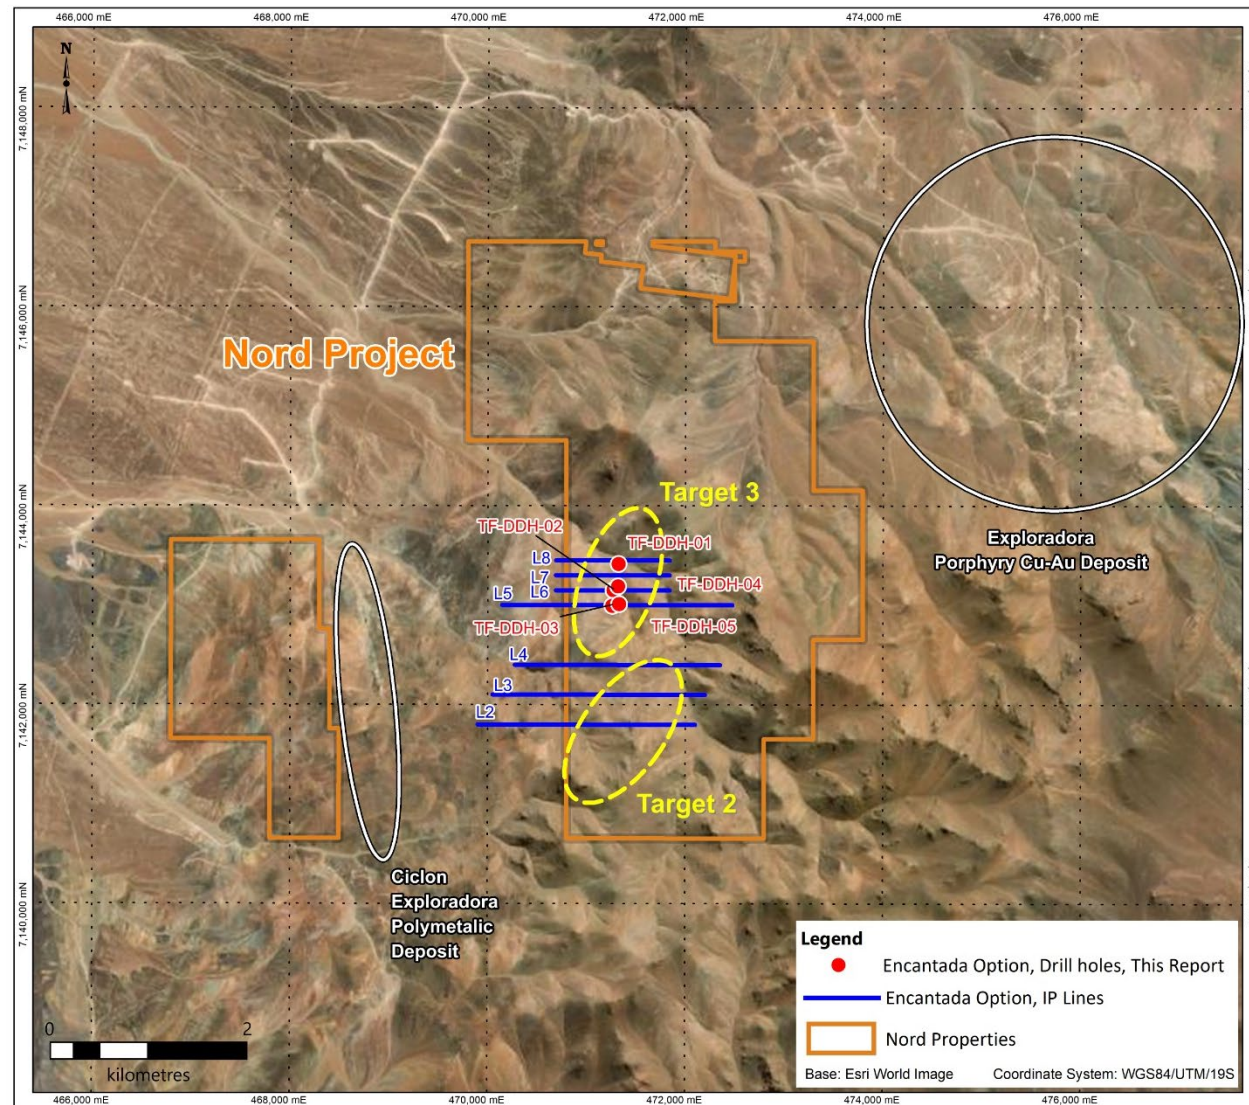 466,000 mE
468,000 mE
470,000 mE
472,000 mE
474,000 mE
476,000 mE
N
7,148,000 mN
7,146,000 mN
Nord Project
Target 3
7,144,000 mN
TF-DDH-02
TF-DDH-01
Exploradora
Porphyry Cu-Au Deposit
L8
L7
L6
TF-DDH-04
L5
TF-DDH-03
TF-DDH-05
L4
L3
L2
7,142,000 mN
Target 2
Ciclon
Exploradora
Polymetalic
Deposit
7,140,000 mN
Legend
Encantada Option, Drill holes, This Report
Encantada Option, IP Lines
Nord Properties
Base: Esri World Image
Coordinate System: WGS84/UTM/19S
0
2
kilometres
466,000 mE
468,000 mE
470,000 mE
472,000 mE
474,000 mE
476,000 mE